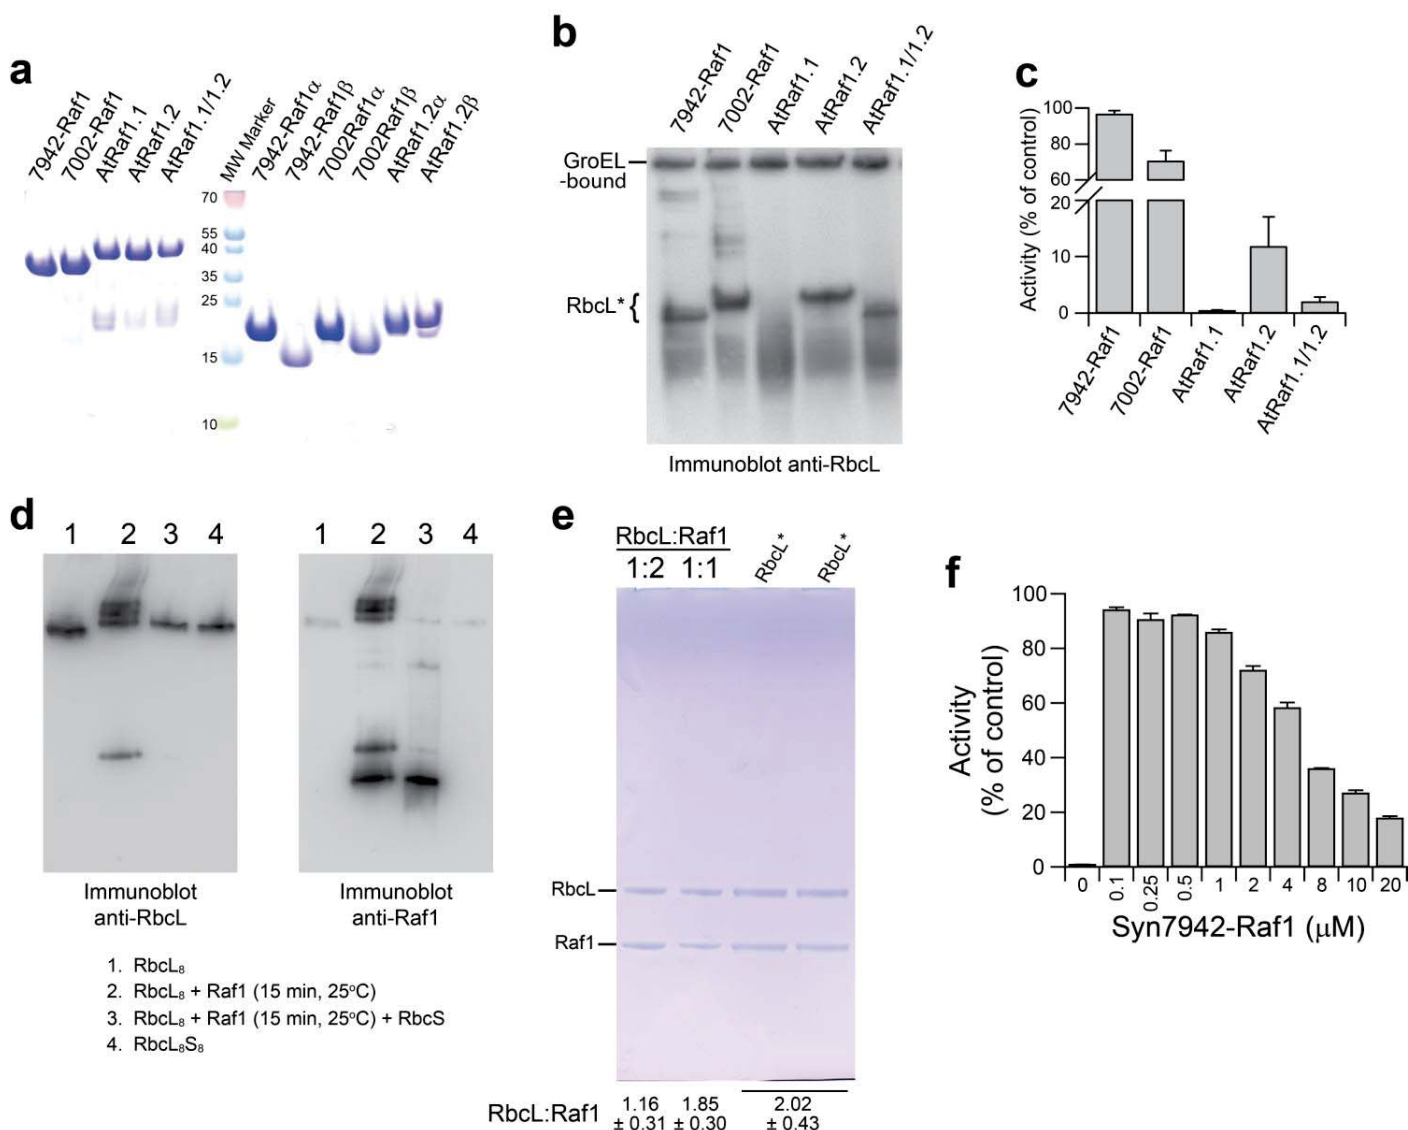 a
7942-Raf1
7002-Raf1
AtRaf1.1
AtRaf1.2
AtRaf1.1/1.2
MW Marker
7942-Raf1α
7942-Raf1β
7002Raf1α
7002Raf1β
AtRaf1.2α
AtRaf1.2β
70
55
40
35
25
15
10
b
7942-Raf1
7002-Raf1
AtRaf1.1
AtRaf1.2
AtRaf1.1/1.2
GroEL
-bound
RbcL* {
Immunoblot anti-RbcL
c
Activity (% of control)
100
80
60
20
10
0
7942-Raf1
7002-Raf1
AtRaf1.1
AtRaf1.2
AtRaf1.1/1.2
d
1 2 3 4
1 2 3 4
Immunoblot
anti-RbcL
Immunoblot
anti-Raf1
1. RbcL₈
2. RbcL₈ + Raf1 (15 min, 25°C)
3. RbcL₈ + Raf1 (15 min, 25°C) + RbcS
4. RbcL₈S₈
e
RbcL:Raf1
1:2 1:1
RbcL*
RbcL*
RbcL
Raf1
RbcL:Raf1
1.16
± 0.31
1.85
± 0.30
2.02
± 0.43
f
Activity
(% of control)
100
80
60
40
20
0
0 0.1 0.25 0.5 1 2 4 8 10 20
Syn7942-Raf1 (μM)